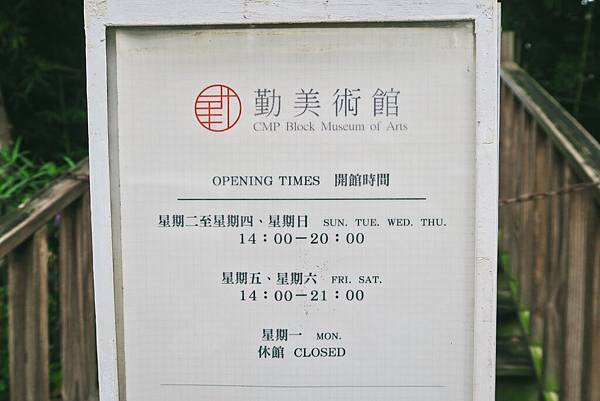 勤美術館
CMP Block Museum of Arts
OPENING TIMES 開館時間
星期二至星期四、星期日 SUN. TUE. WED. THU.
14：00－20：00
星期五、星期六 FRI. SAT.
14：00－21：00
星期一 MON.
休館 CLOSED